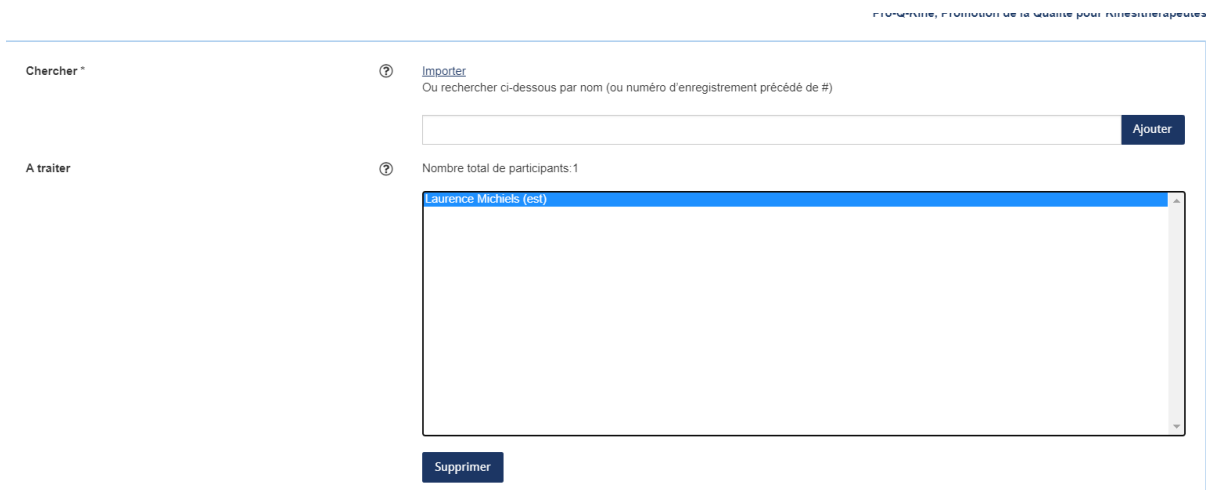 Pro-Q-Kine, Promotion de la Qualité pour Kinésithérapeutes
Chercher *
?
Importer
Ou rechercher ci-dessous par nom (ou numéro d'enregistrement précédé de #)
Ajouter
A traiter
?
Nombre total de participants:1
Laurence Michiels (est)
Supprimer